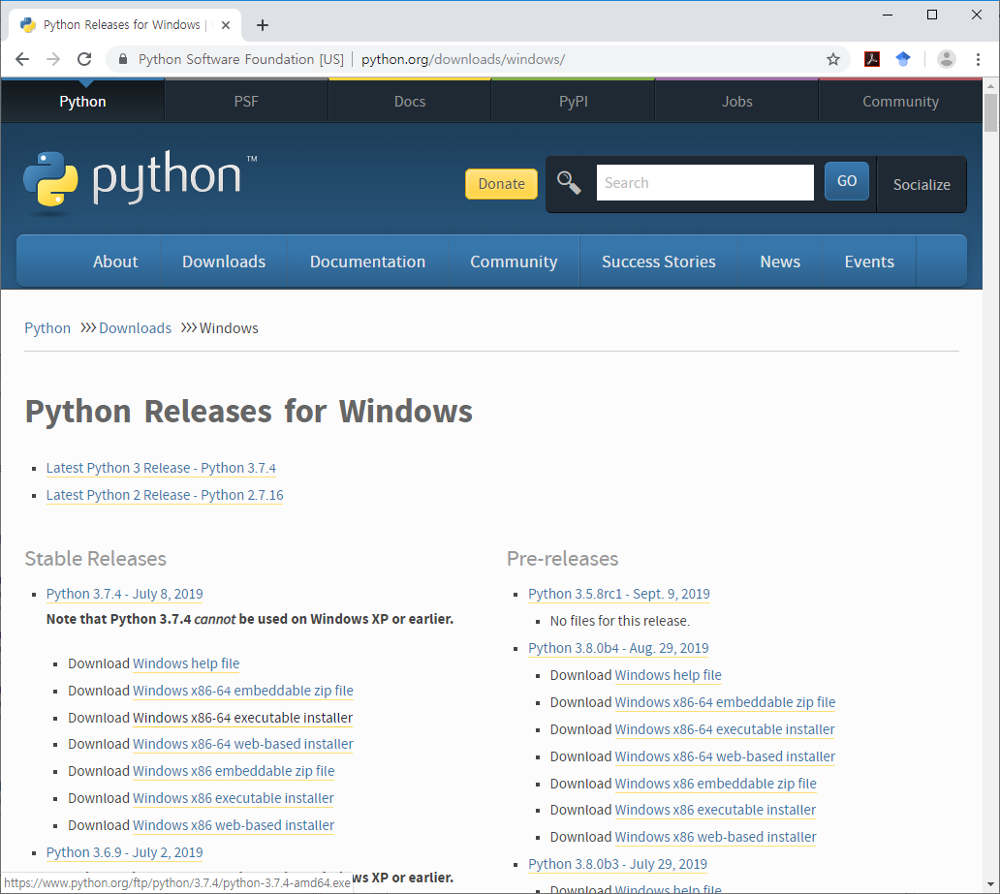 Python Releases for Windows |
Python Software Foundation [US] | python.org/downloads/windows/
Python PSF Docs PyPI Jobs Community
python™
Donate Search GO Socialize
About Downloads Documentation Community Success Stories News Events
Python >>> Downloads >>> Windows
Python Releases for Windows
Latest Python 3 Release - Python 3.7.4
Latest Python 2 Release - Python 2.7.16
Stable Releases
Python 3.7.4 - July 8, 2019
Note that Python 3.7.4 cannot be used on Windows XP or earlier.
Download Windows help file
Download Windows x86-64 embeddable zip file
Download Windows x86-64 executable installer
Download Windows x86-64 web-based installer
Download Windows x86 embeddable zip file
Download Windows x86 executable installer
Download Windows x86 web-based installer
Python 3.6.9 - July 2, 2019
ws XP or earlier.
Pre-releases
Python 3.5.8rc1 - Sept. 9, 2019
No files for this release.
Python 3.8.0b4 - Aug. 29, 2019
Download Windows help file
Download Windows x86-64 embeddable zip file
Download Windows x86-64 executable installer
Download Windows x86-64 web-based installer
Download Windows x86 embeddable zip file
Download Windows x86 executable installer
Download Windows x86 web-based installer
Python 3.8.0b3 - July 29, 2019
Download Windows help file
https://www.python.org/ftp/python/3.7.4/python-3.7.4-amd64.exe